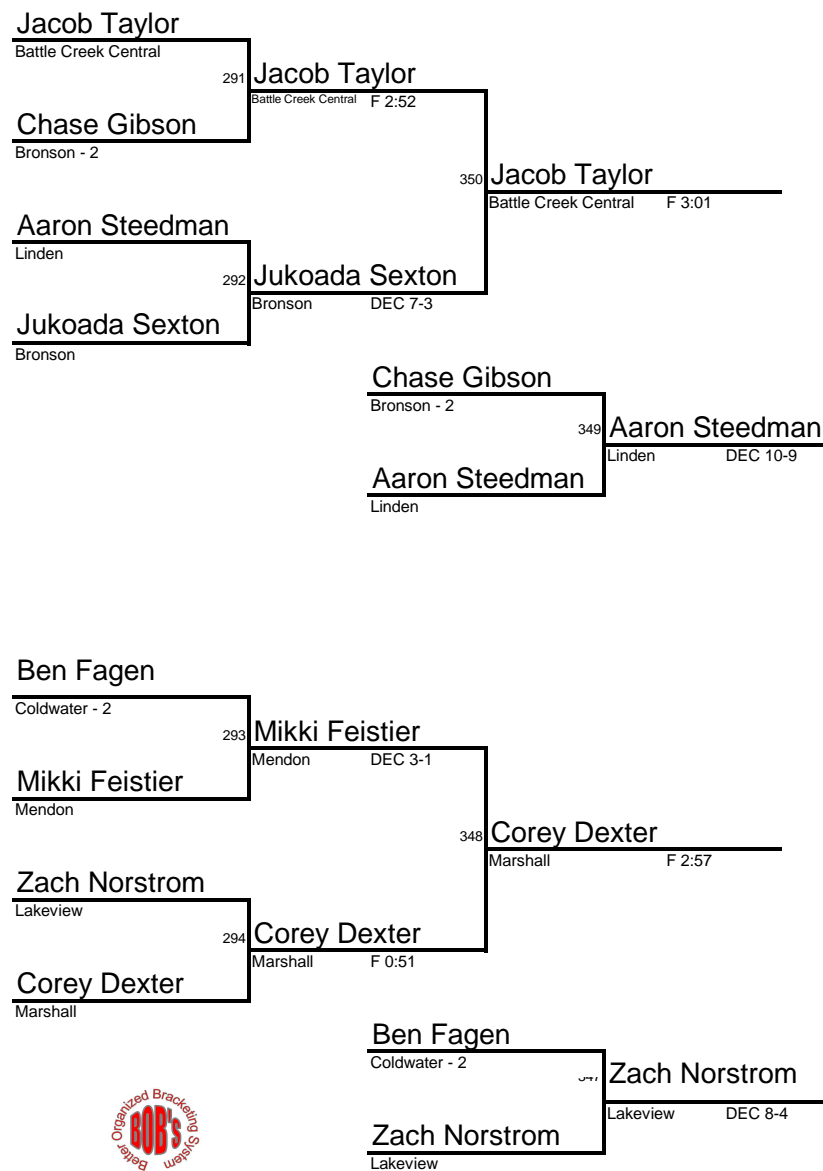 Jacob Taylor
Battle Creek Central
291
Jacob Taylor
Battle Creek Central F 2:52
Chase Gibson
Bronson - 2
350
Jacob Taylor
Battle Creek Central F 3:01
Aaron Steedman
Linden
292
Jukoada Sexton
Bronson DEC 7-3
Jukoada Sexton
Bronson
Chase Gibson
Bronson - 2
349
Aaron Steedman
Linden DEC 10-9
Aaron Steedman
Linden
Ben Fagen
Coldwater - 2
293
Mikki Feistier
Mendon DEC 3-1
Mikki Feistier
Mendon
348
Corey Dexter
Marshall F 2:57
Zach Norstrom
Lakeview
294
Corey Dexter
Marshall F 0:51
Corey Dexter
Marshall
Ben Fagen
Coldwater - 2
Zach Norstrom
Lakeview DEC 8-4
Zach Norstrom
Lakeview
Better Organized Bracketing System
BOB'S